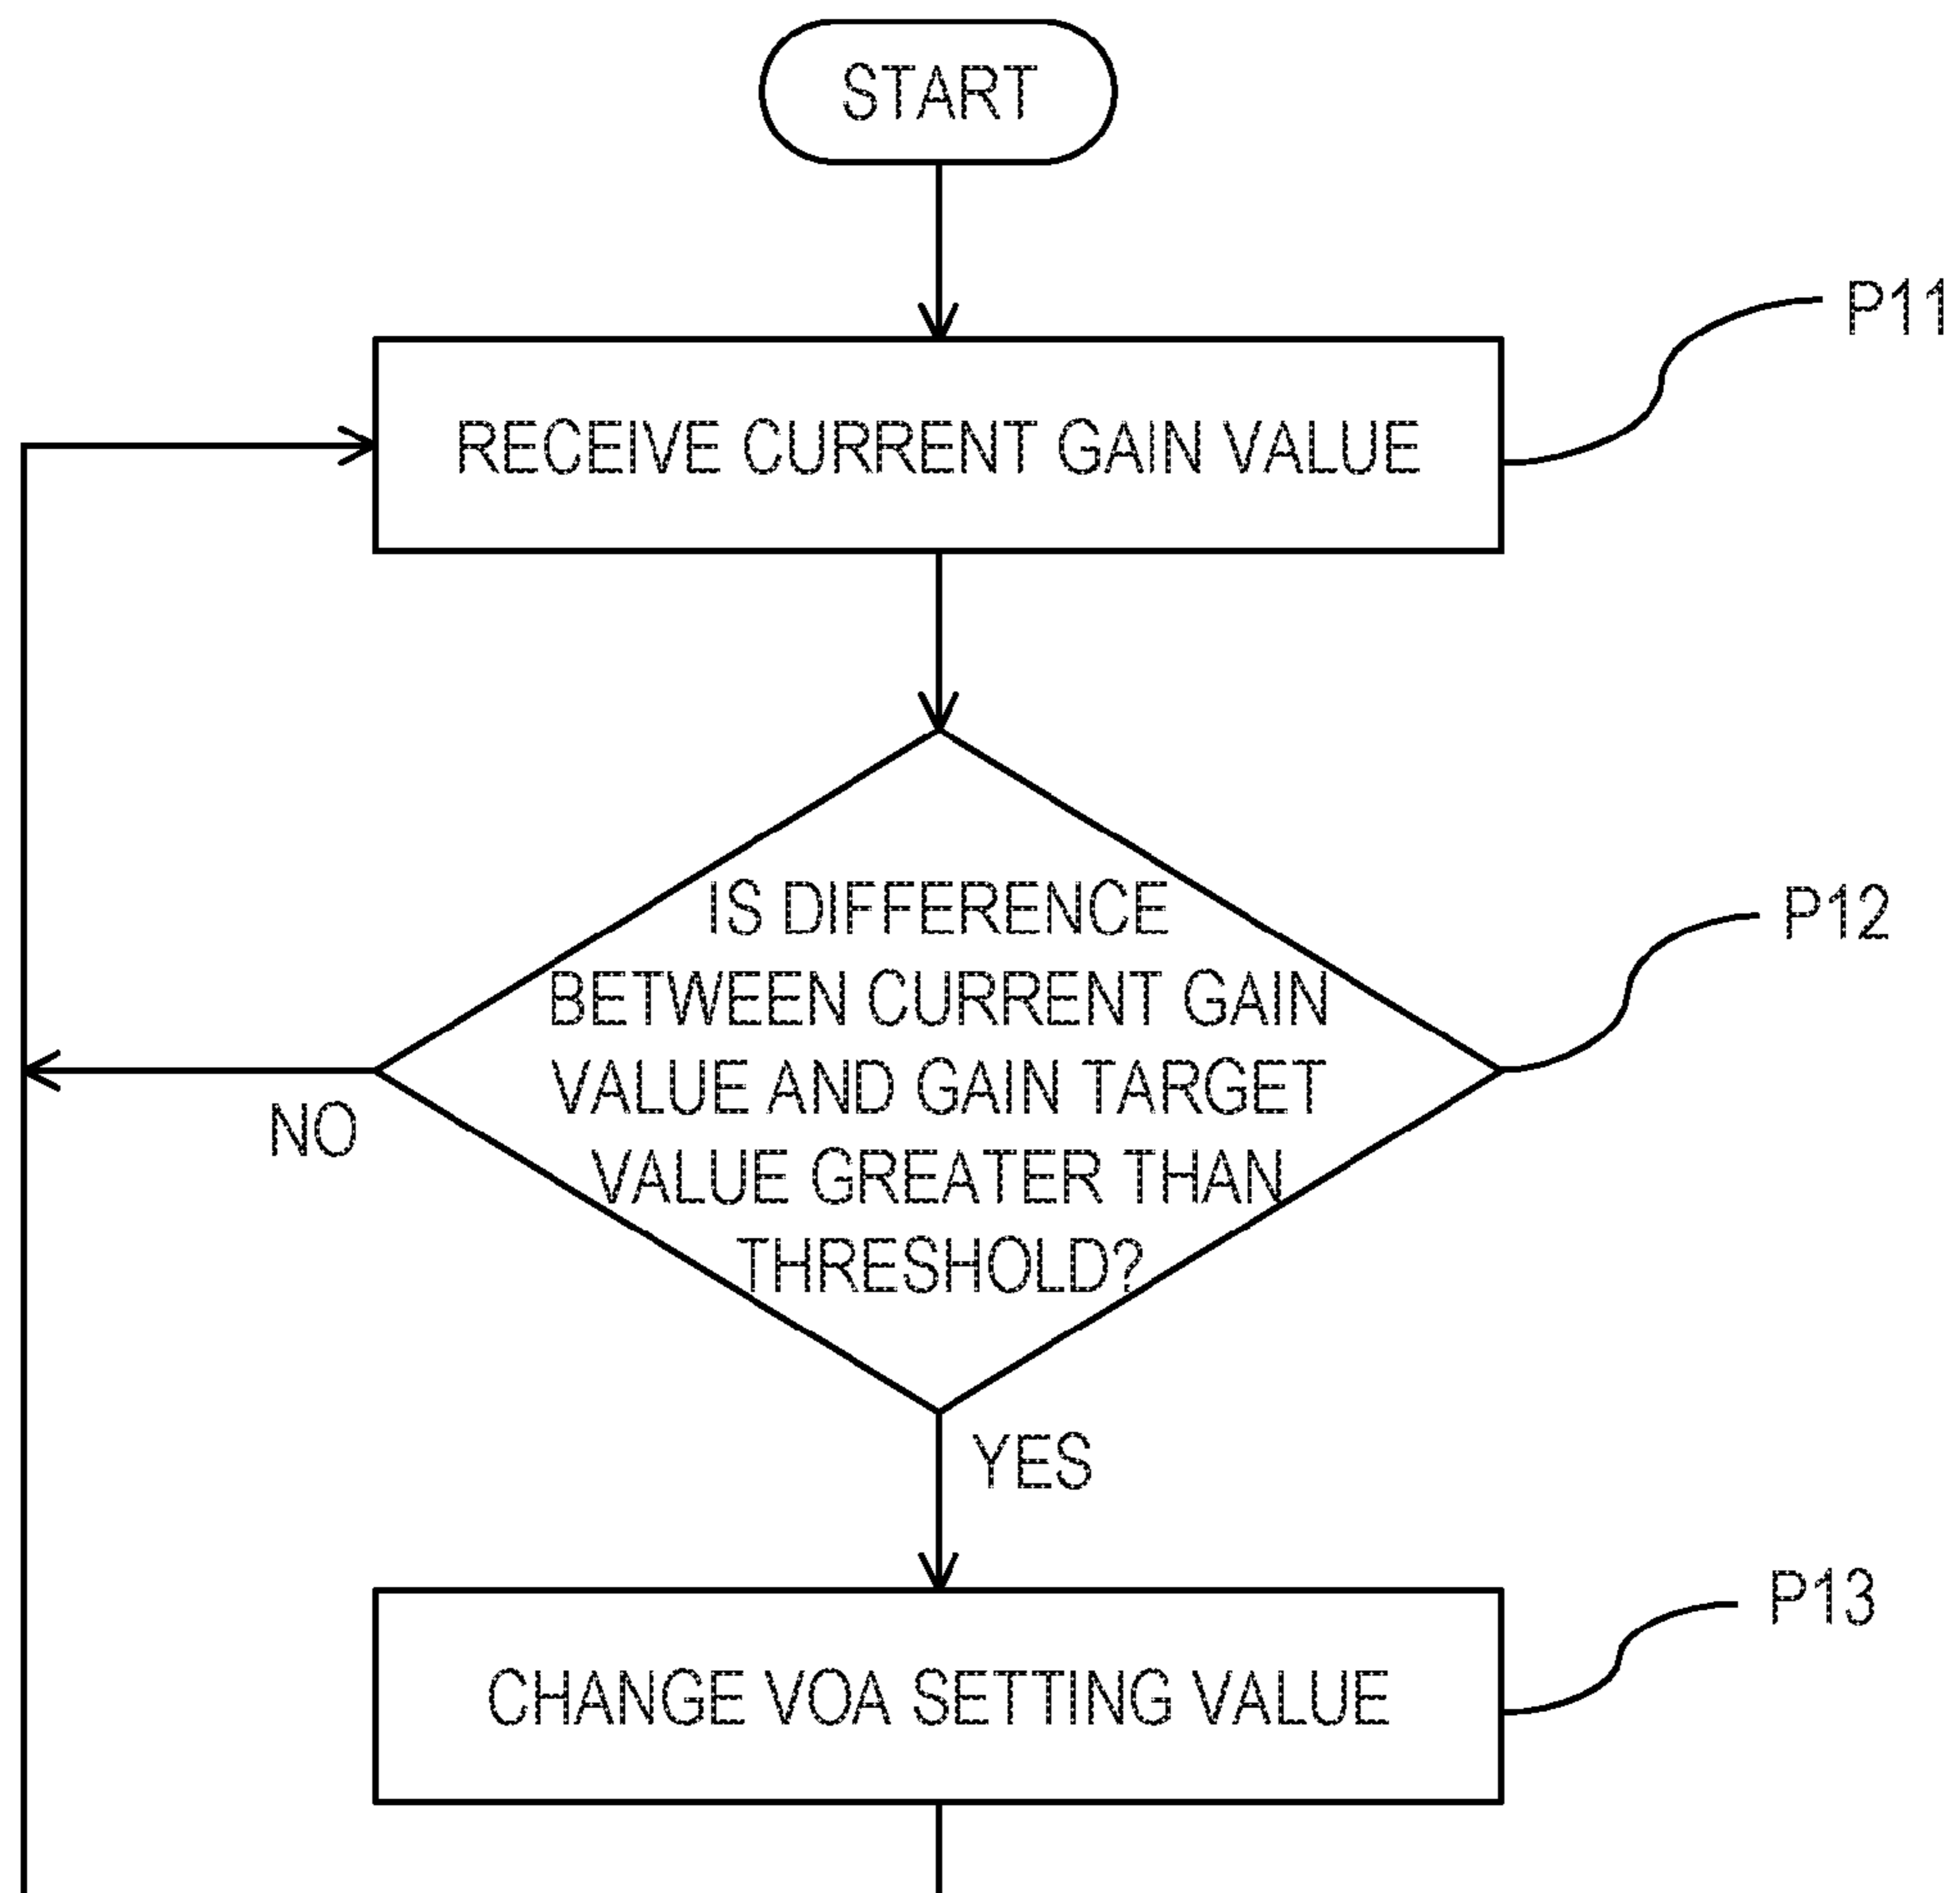 START
P11
RECEIVE CURRENT GAIN VALUE
P12
IS DIFFERENCE
BETWEEN CURRENT GAIN
VALUE AND GAIN TARGET
VALUE GREATER THAN
THRESHOLD?
NO
YES
P13
CHANGE VOA SETTING VALUE